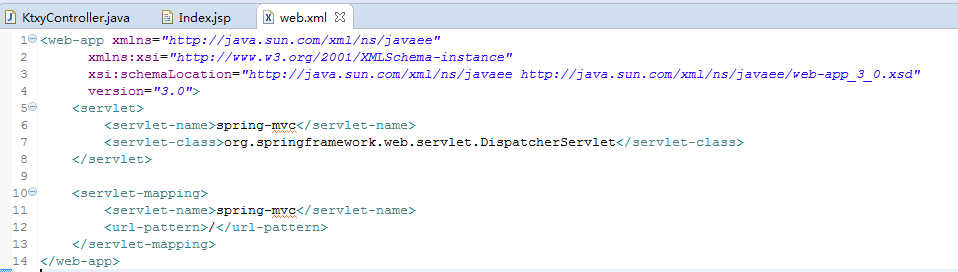 KtxyController.java Index.jsp web.xml
1 <web-app xmlns="http://java.sun.com/xml/ns/javaee"
2 xmlns:xsi="http://www.w3.org/2001/XMLSchema-instance"
3 xsi:schemaLocation="http://java.sun.com/xml/ns/javaee http://java.sun.com/xml/ns/javaee/web-app_3_0.xsd"
4 version="3.0">
5 <servlet>
6 <servlet-name>spring-mvc</servlet-name>
7 <servlet-class>org.springframework.web.servlet.DispatcherServlet</servlet-class>
8 </servlet>
9
10 <servlet-mapping>
11 <servlet-name>spring-mvc</servlet-name>
12 <url-pattern>/</url-pattern>
13 </servlet-mapping>
14 </web-app>